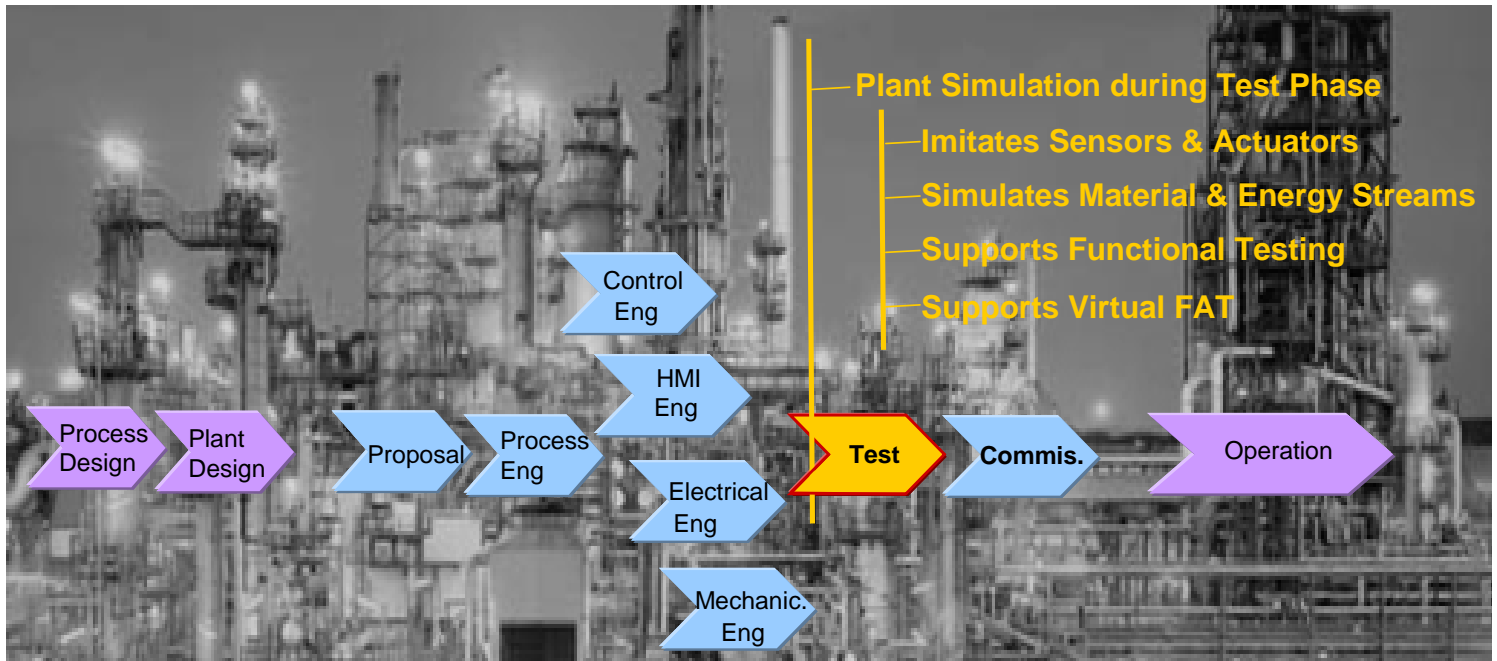 Plant Simulation during Test Phase
Imitates Sensors & Actuators
Simulates Material & Energy Streams
Supports Functional Testing
Supports Virtual FAT
Process
Design
Plant
Design
Proposal
Process
Eng
Control
Eng
HMI
Eng
Electrical
Eng
Mechanic.
Eng
Test
Commis.
Operation